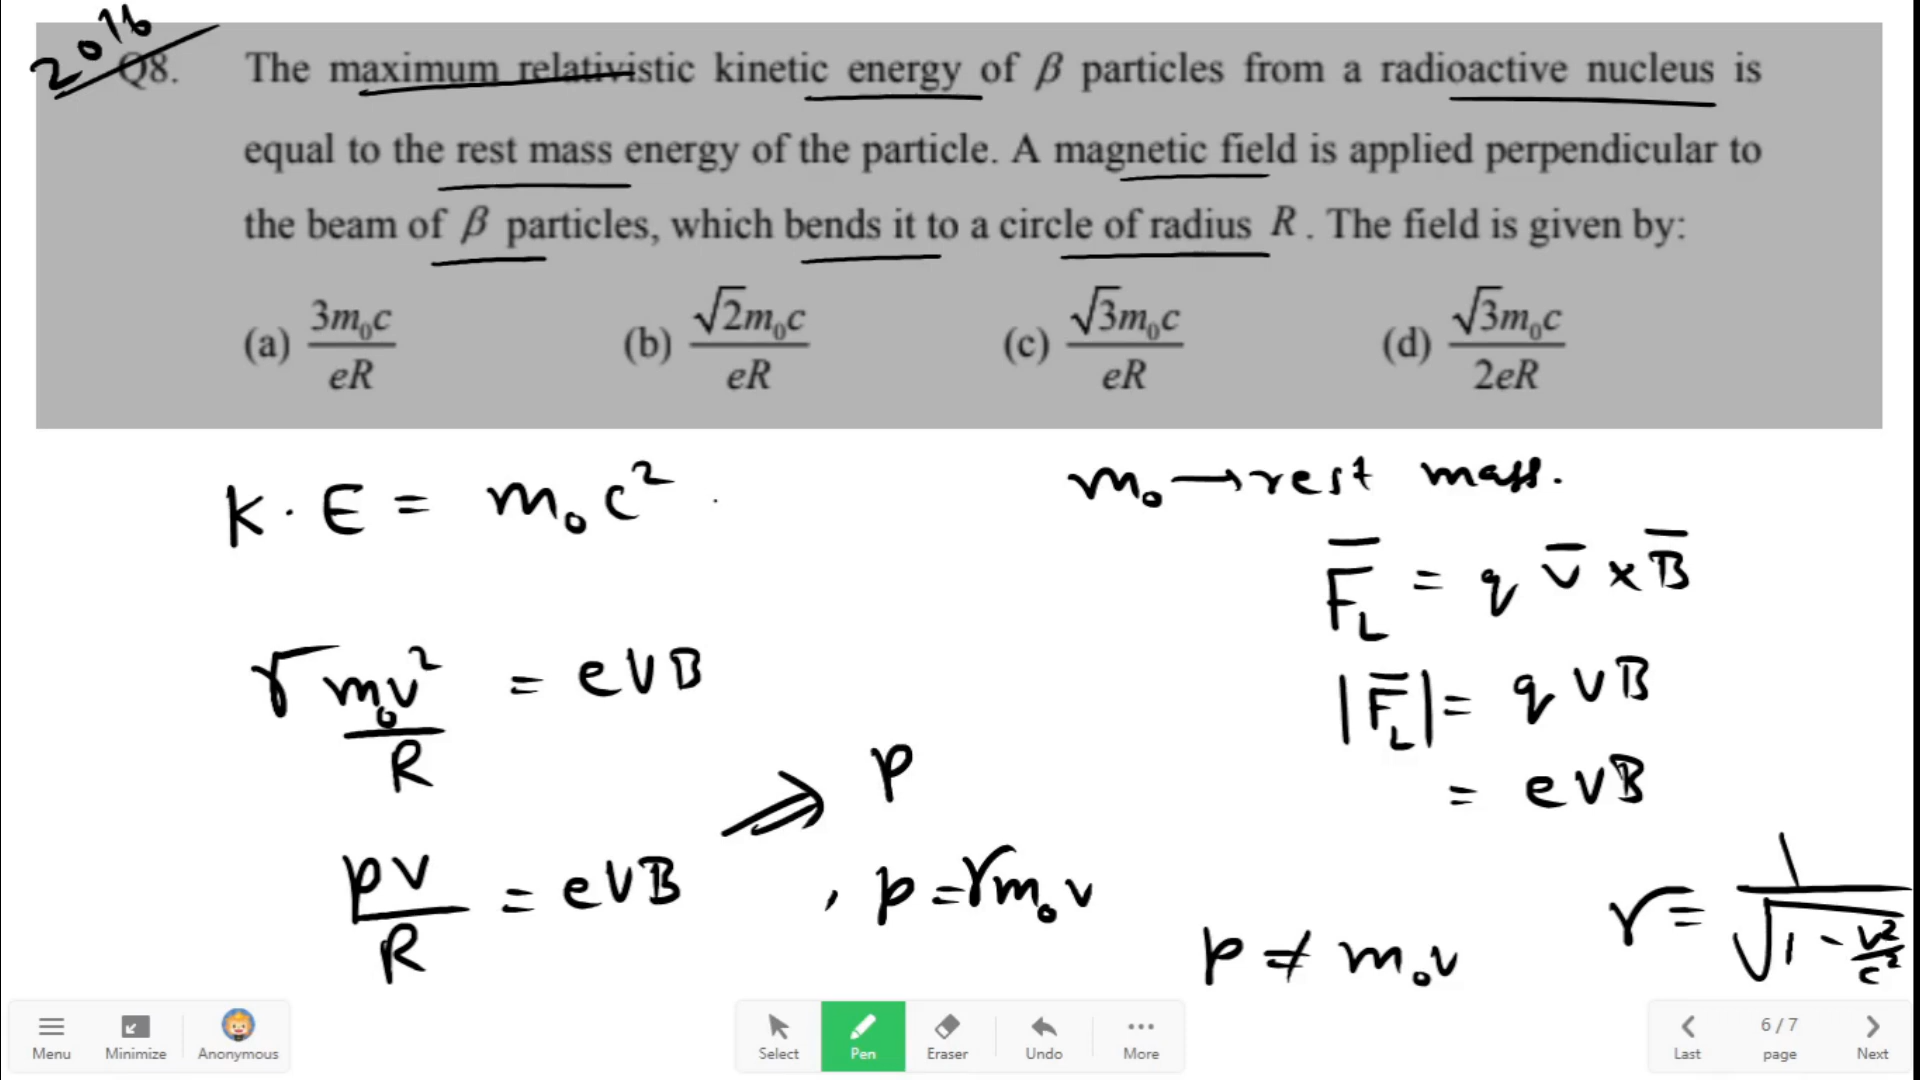 2016
Q8. The maximum relativistic kinetic energy of β particles from a radioactive nucleus is
equal to the rest mass energy of the particle. A magnetic field is applied perpendicular to
the beam of β particles, which bends it to a circle of radius R. The field is given by:
(a) 3m₀c/eR (b) √2m₀c/eR (c) √3m₀c/eR (d) √3m₀c/2eR
K.E = m₀c²
m₀ → rest mass.
F̄_L = q v̄ × B̄
γ m₀v²/R = evB
|F̄_L| = qvB
= evB
⇒ p
pv/R = evB , p = γm₀v
p ≠ m₀v
γ = 1/√(1 - v²/c²)
Menu Minimize Anonymous Select Pen Eraser Undo More Last 6 / 7 page Next